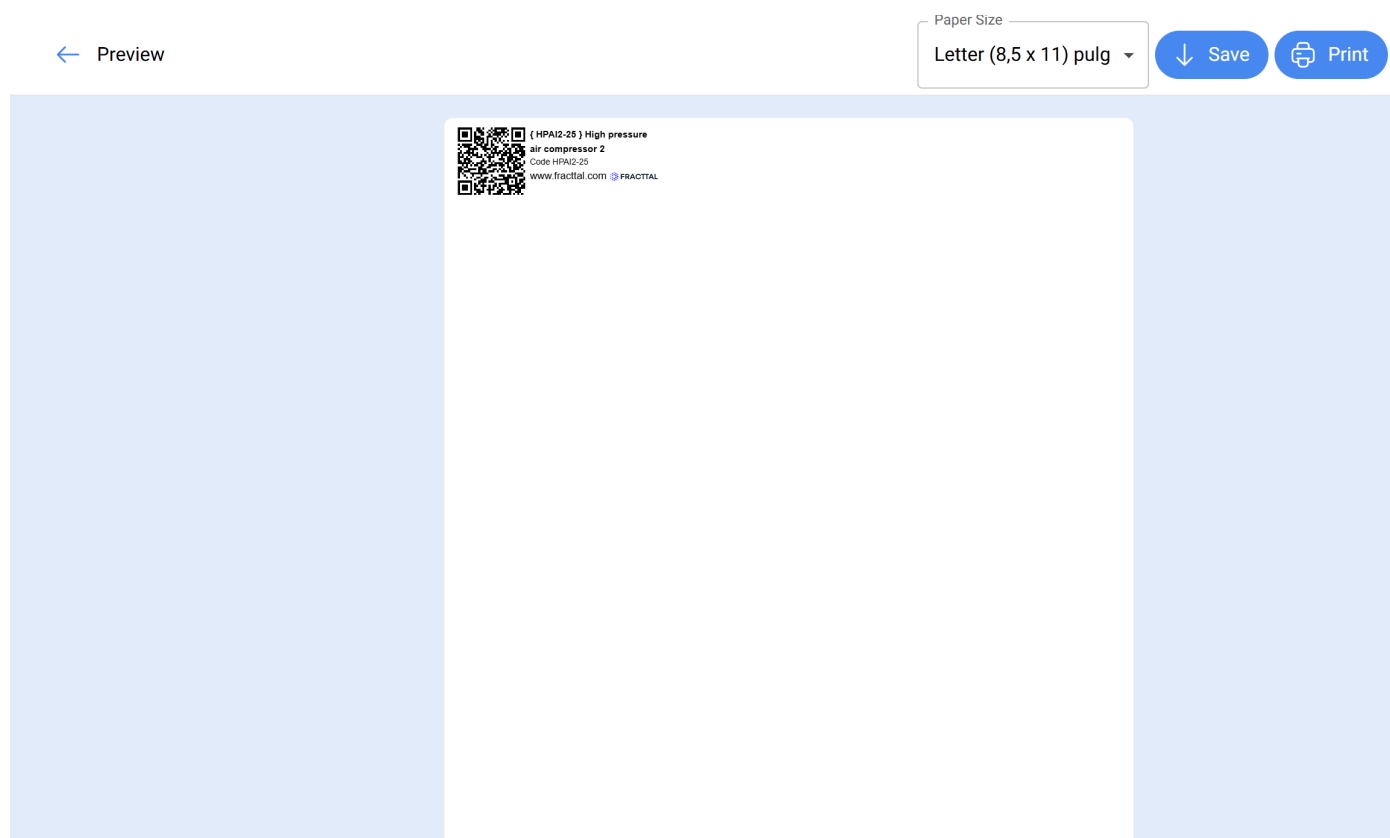 Preview
Paper Size
Letter (8,5 x 11) pulg
Save
Print
{ HPAI2-25 } High pressure
air compressor 2
Code HPAI2-25
www.fracttal.com FRACTTAL